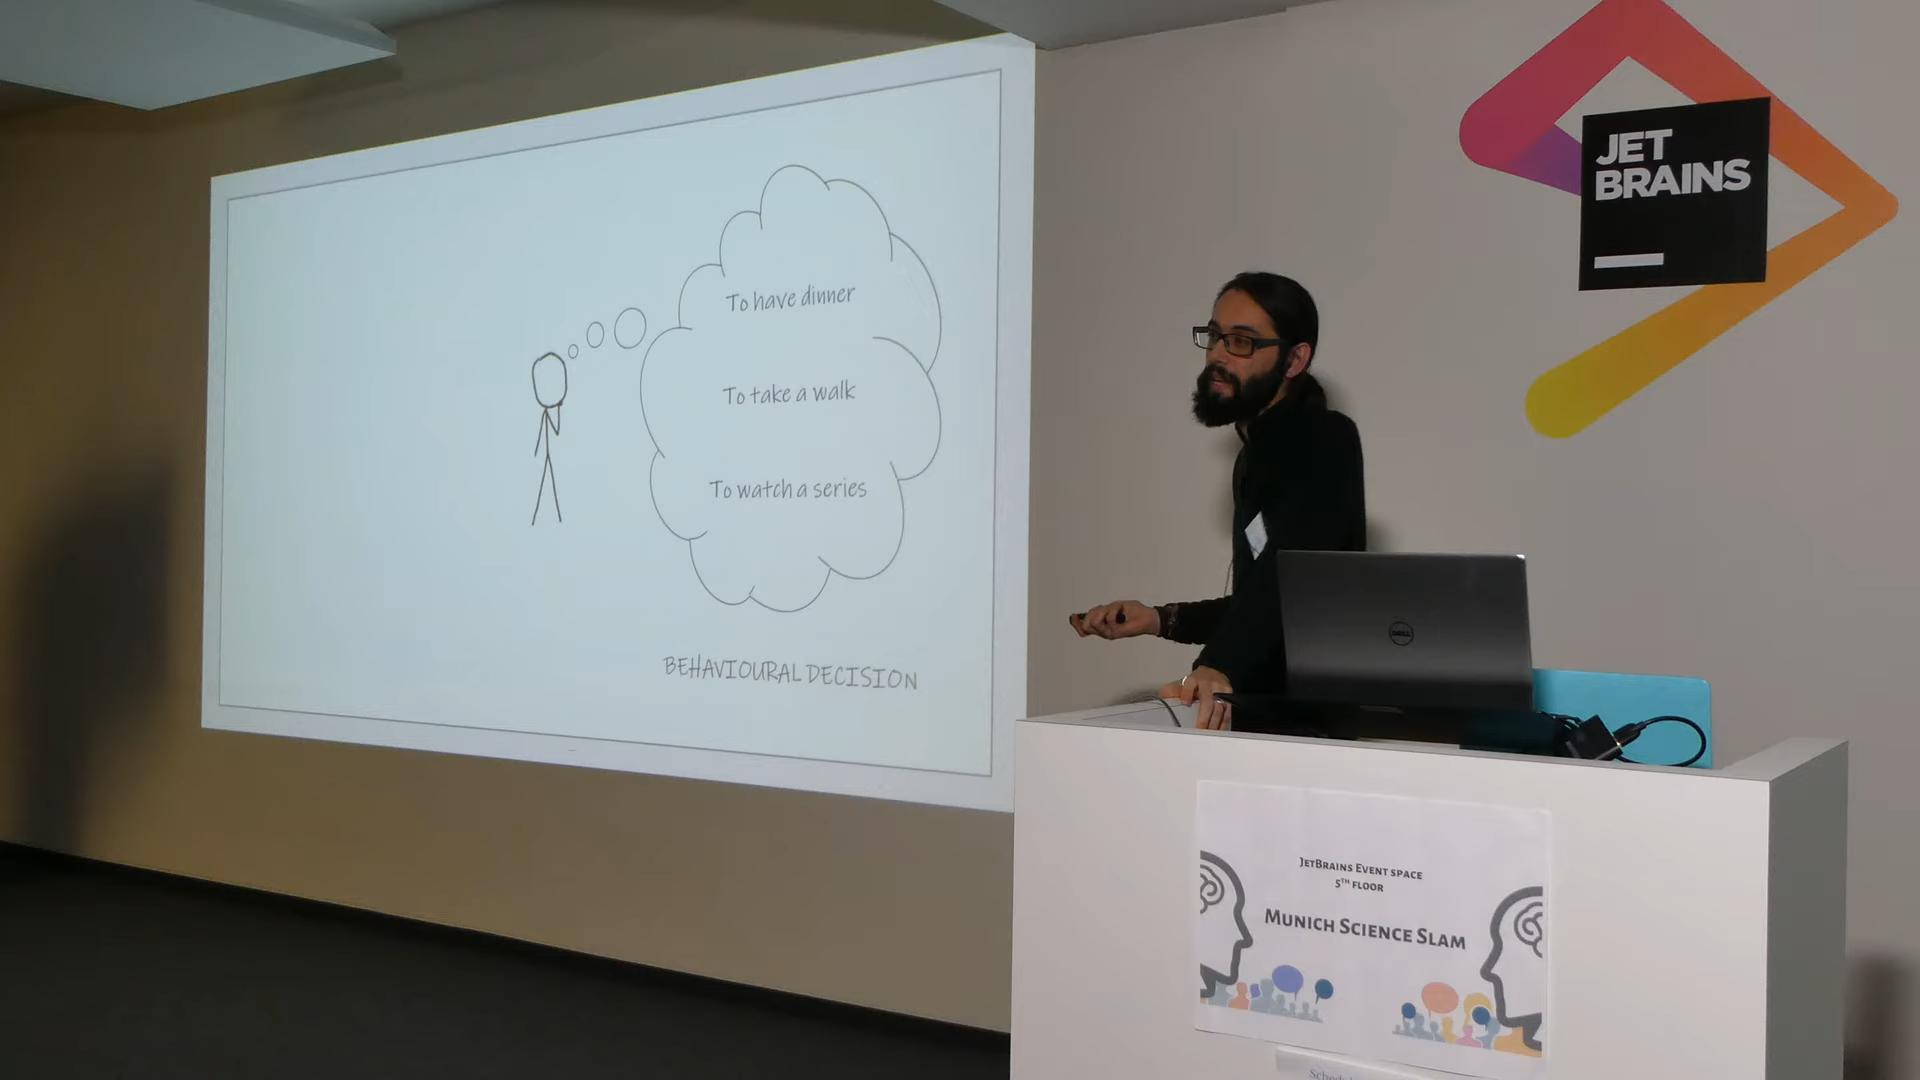 To have dinner
To take a walk
To watch a series
BEHAVIOURAL DECISION
JET
BRAINS
DELL
JETBRAINS EVENT SPACE
5TH FLOOR
MUNICH SCIENCE SLAM